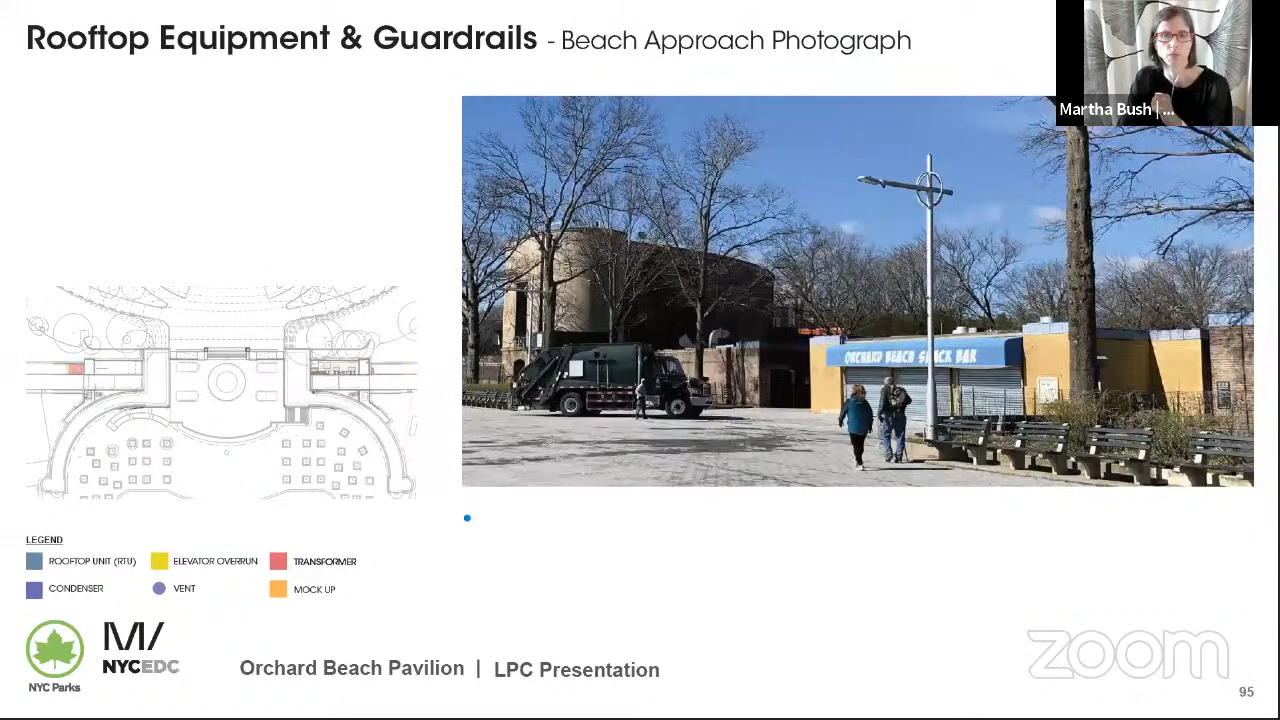 Rooftop Equipment & Guardrails - Beach Approach Photograph
Martha Bush | ...
ORCHARD BEACH SNACK BAR
LEGEND
ROOFTOP UNIT (RTU)
ELEVATOR OVERRUN
TRANSFORMER
CONDENSER
VENT
MOCK UP
NYC Parks
M/
NYCEDC
Orchard Beach Pavilion | LPC Presentation
zoom
95